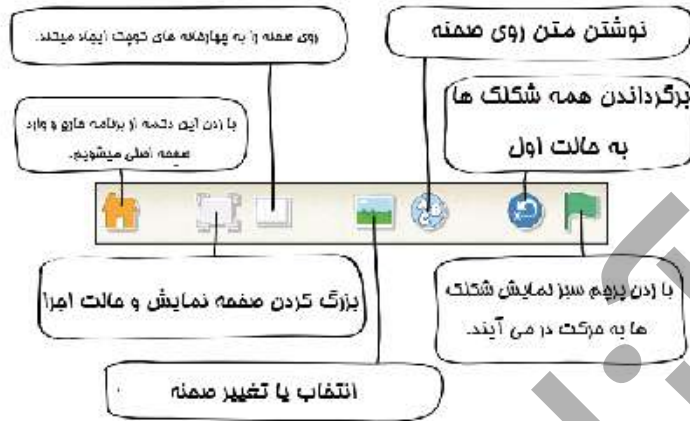 نوشتن متن روی صحنه
روی صحنه را به چهارخانه های کوچک ایجاد میکند.
برگرداندن همه شکلک ها
به حالت اول
با زدن این دکمه از برنامه خارج و وارد
صفحه اصلی میشویم.
با زدن پرچم سبز نمایش شکلک
ها به حرکت در می آیند.
بزرگ کردن صفحه نمایش و حالت اجرا
انتخاب یا تغییر صحنه